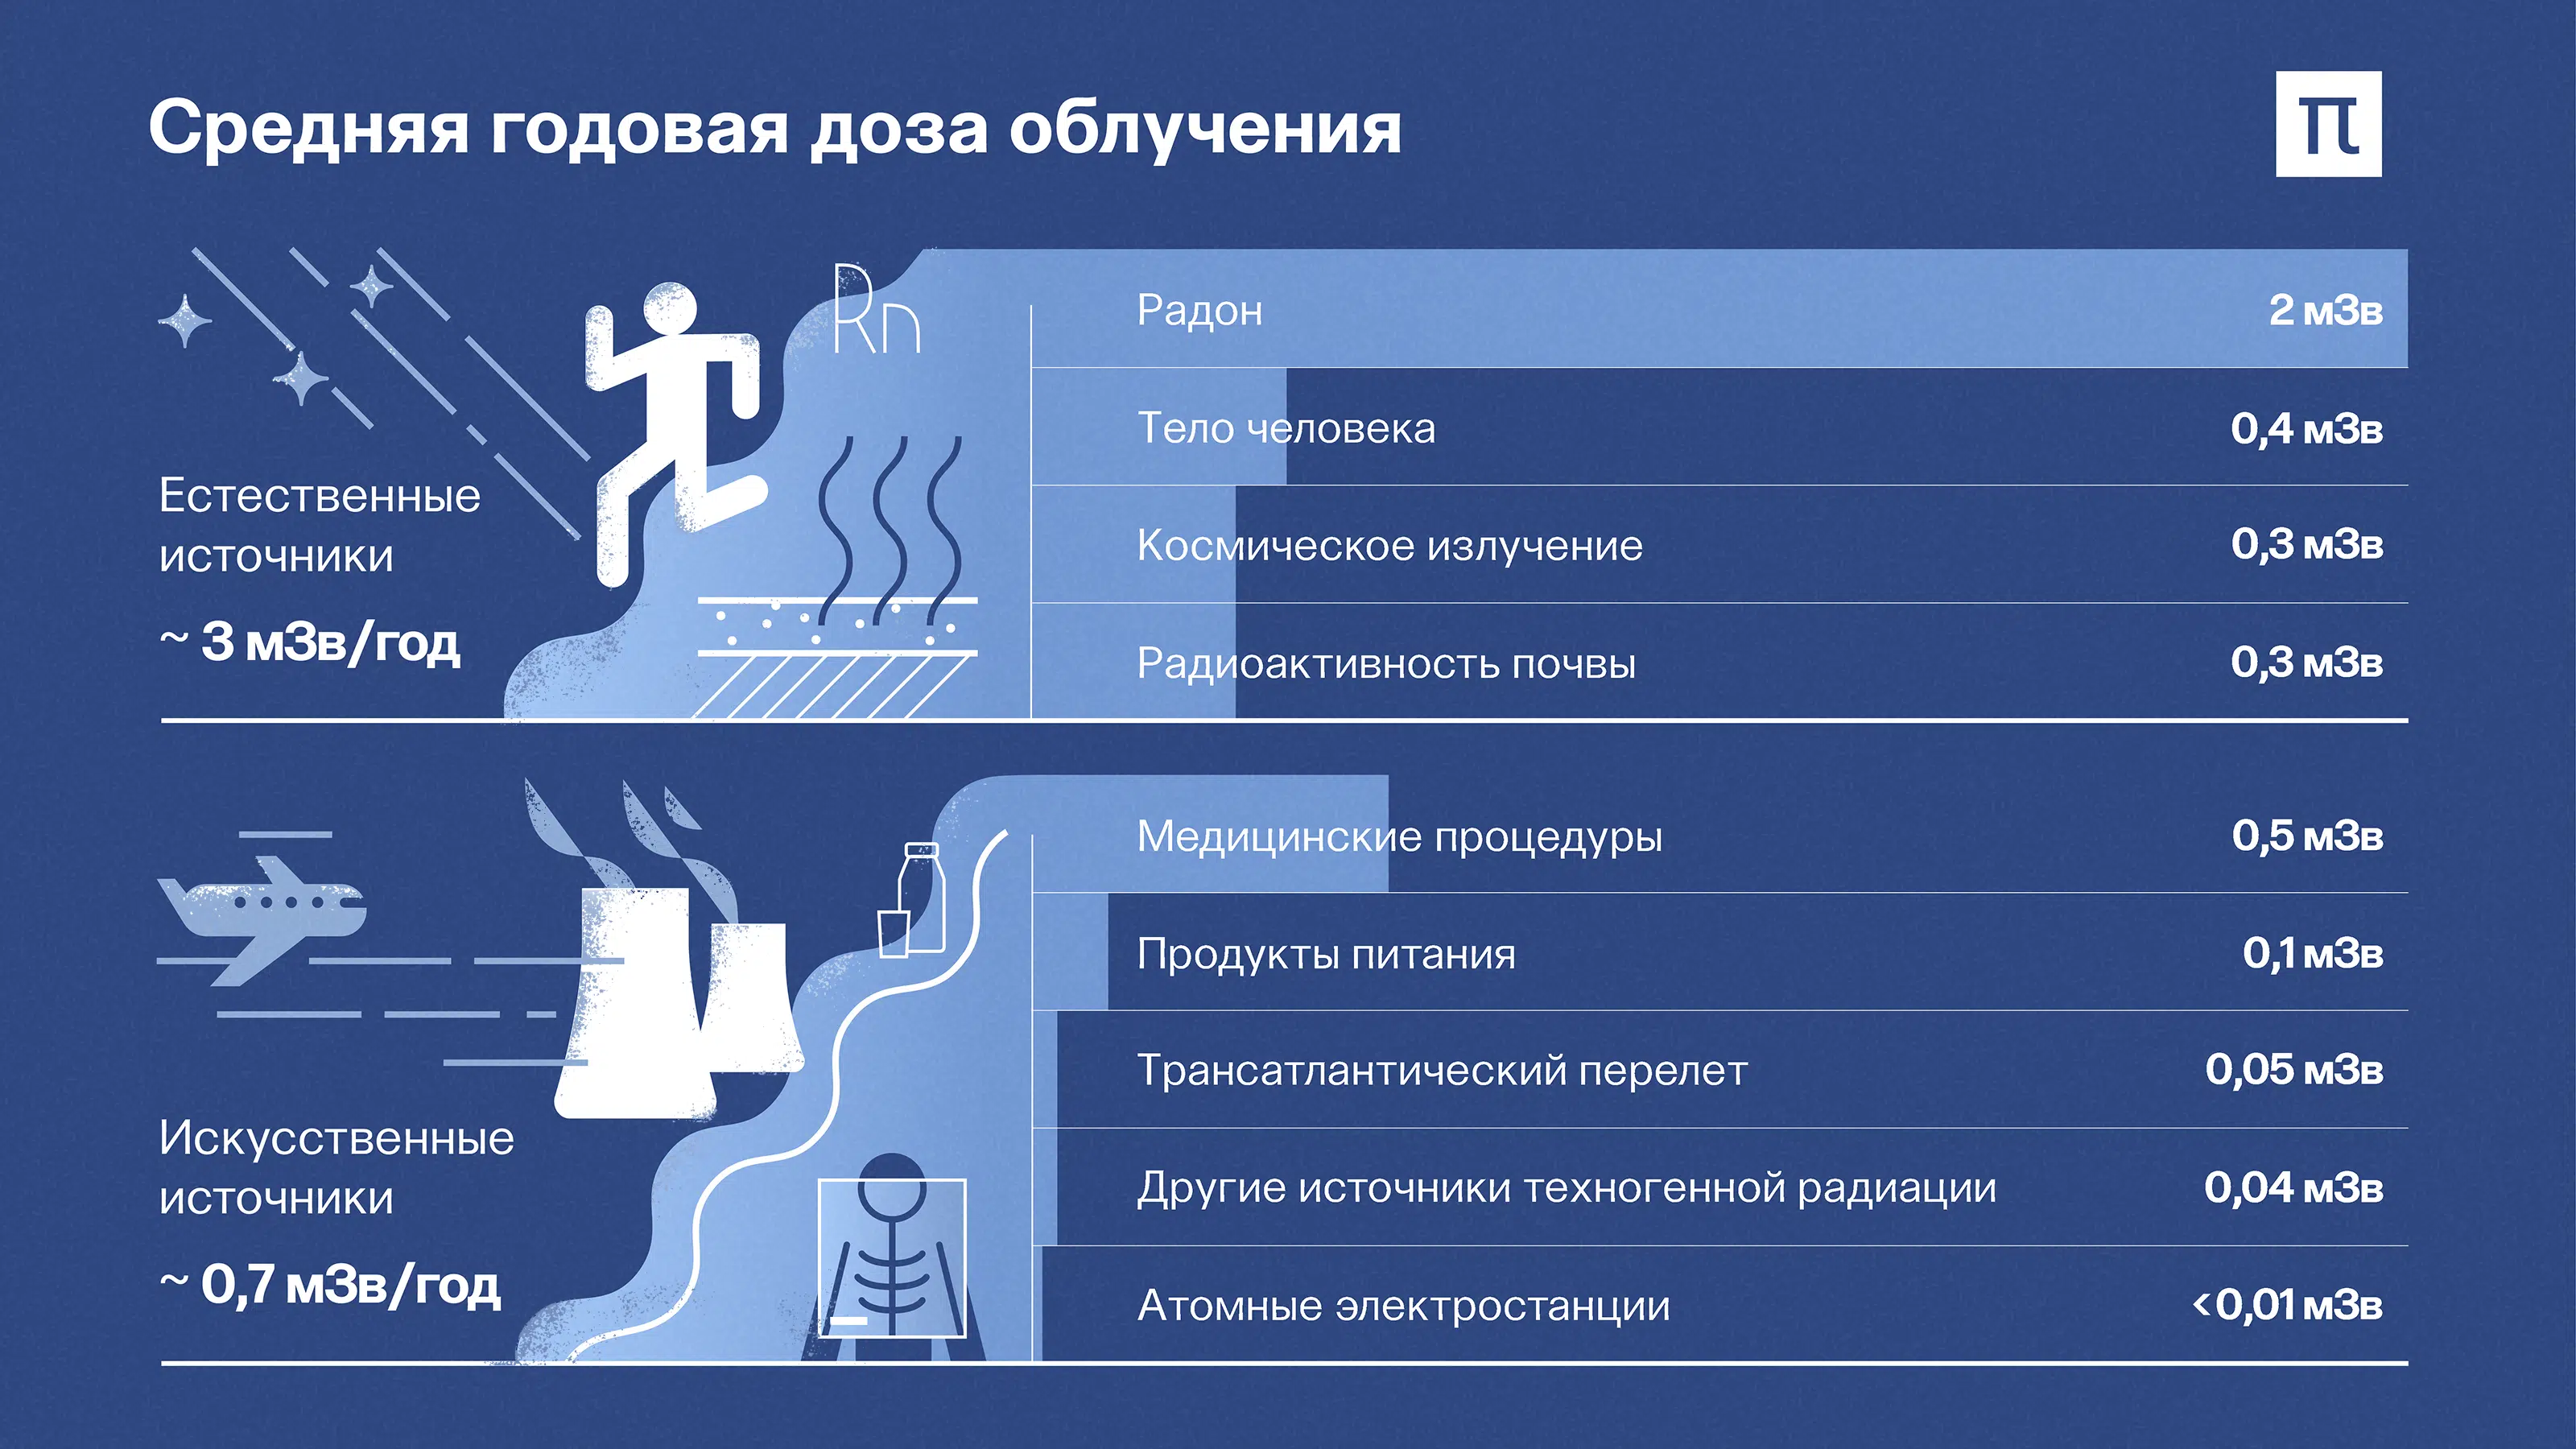 Средняя годовая доза облучения
π
Rn
Естественные
источники
~ 3 мЗв/год
Радон 2 мЗв
Тело человека 0,4 мЗв
Космическое излучение 0,3 мЗв
Радиоактивность почвы 0,3 мЗв
Искусственные
источники
~ 0,7 мЗв/год
Медицинские процедуры 0,5 мЗв
Продукты питания 0,1 мЗв
Трансатлантический перелет 0,05 мЗв
Другие источники техногенной радиации 0,04 мЗв
Атомные электростанции <0,01 мЗв